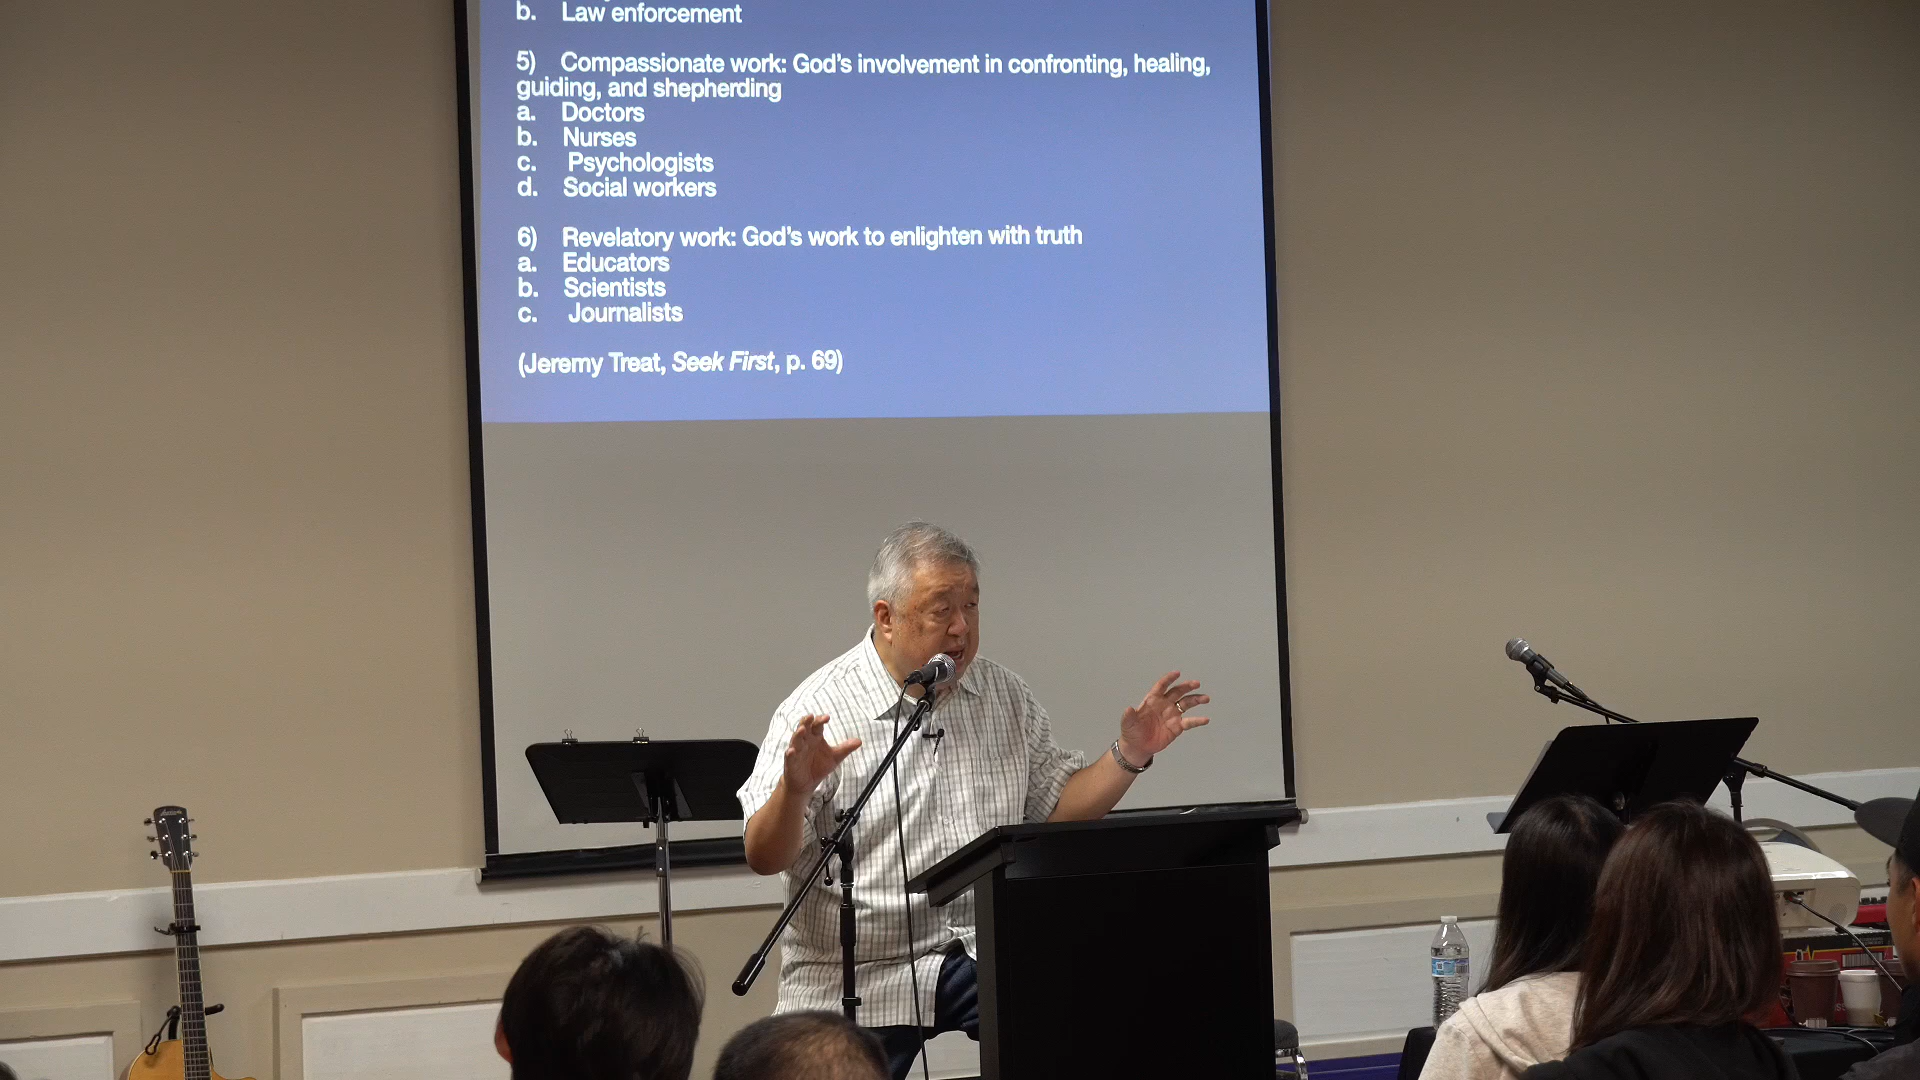 b. Law enforcement
5) Compassionate work: God's involvement in confronting, healing,
guiding, and shepherding
a. Doctors
b. Nurses
c. Psychologists
d. Social workers
6) Revelatory work: God's work to enlighten with truth
a. Educators
b. Scientists
c. Journalists
(Jeremy Treat, Seek First, p. 69)